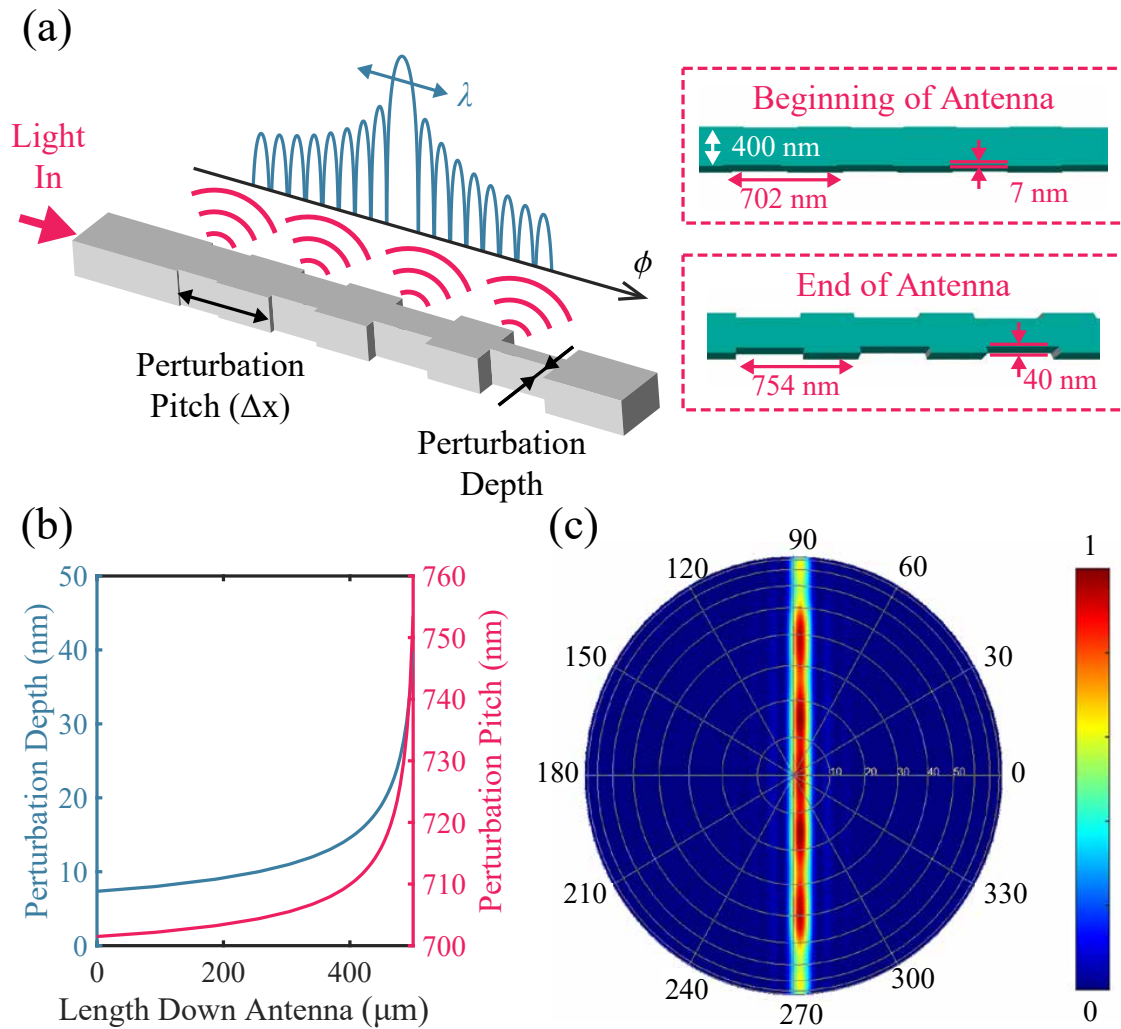 (a)
λ
Light
In
ϕ
Perturbation
Pitch (Δx)
Perturbation
Depth
Beginning of Antenna
400 nm
702 nm
7 nm
End of Antenna
754 nm
40 nm
(b)
50
40
30
20
10
0
Perturbation Depth (nm)
760
750
740
730
720
710
700
Perturbation Pitch (nm)
0
200
400
Length Down Antenna (μm)
(c)
90
120
60
150
30
180
0
210
330
240
300
270
10
20
30
40
50
1
0